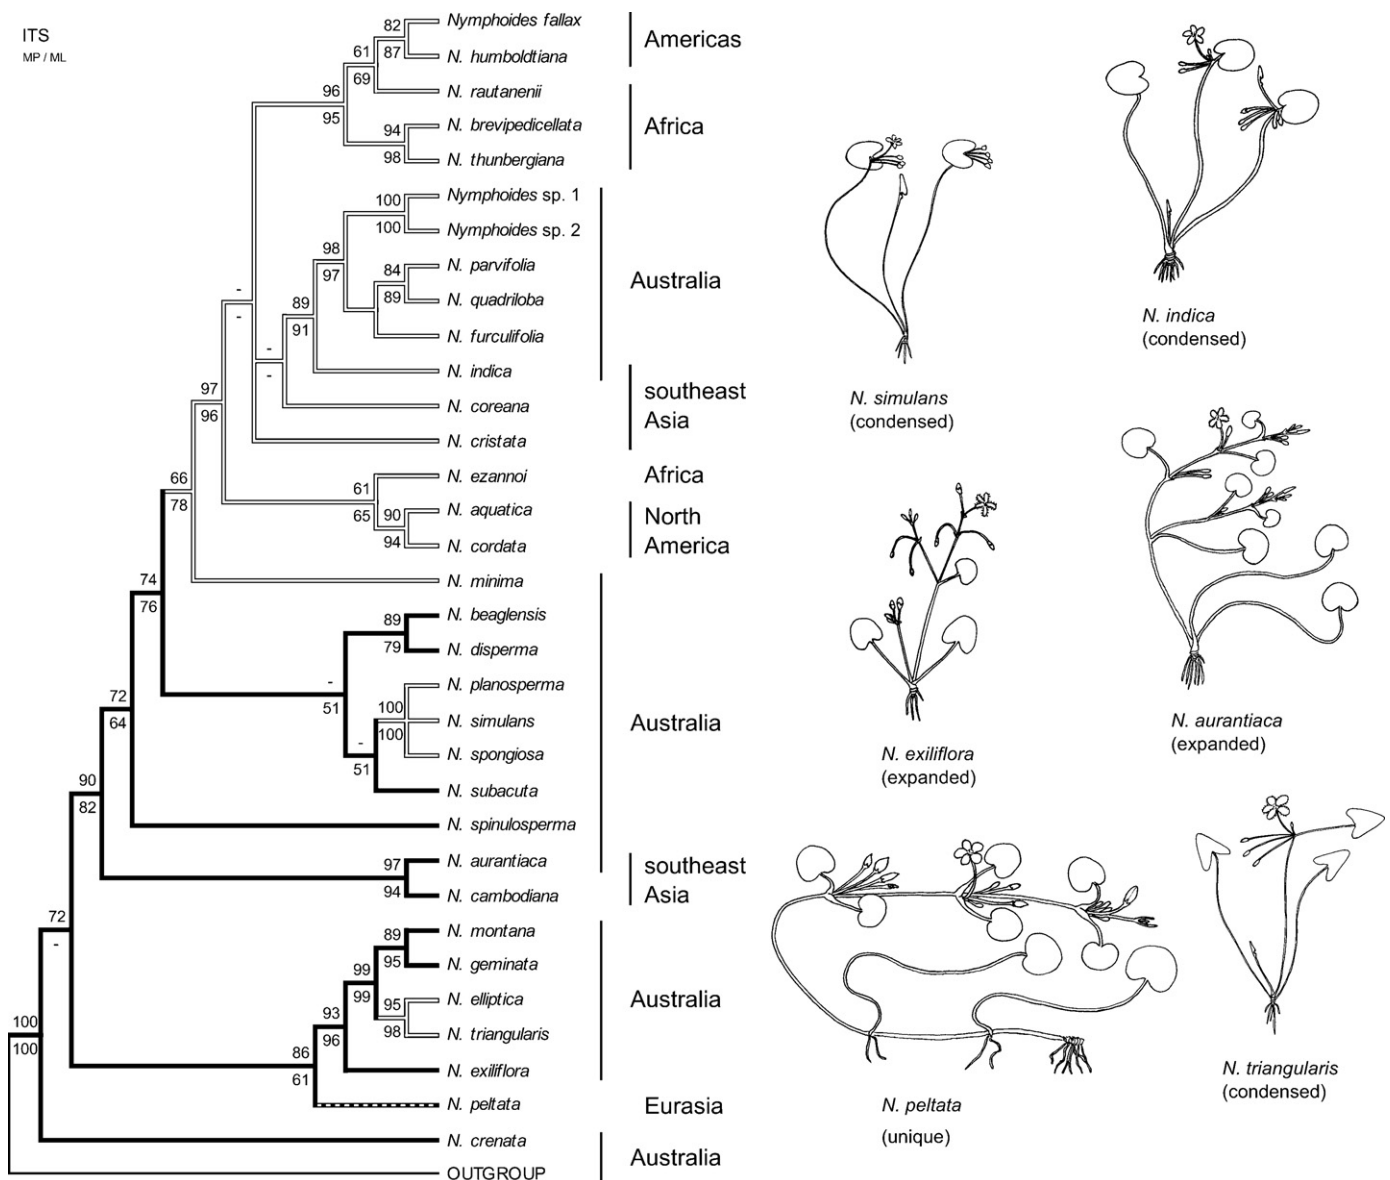 ITS
MP / ML
82
Nymphoides fallax
87
N. humboldtiana
Americas
61
69
N. rautanenii
96
95
94
N. brevipedicellata
Africa
98
N. thunbergiana
100
Nymphoides sp. 1
100
Nymphoides sp. 2
98
97
84
N. parvifolia
89
N. quadriloba
Australia
N. furculifolia
89
91
N. indica
-
-
-
-
N. coreana
southeast
Asia
N. cristata
97
96
61
N. ezannoi
Africa
65
90
N. aquatica
94
N. cordata
North
America
66
78
N. minima
74
76
89
N. beaglensis
79
N. disperma
-
51
100
N. planosperma
100
N. simulans
N. spongiosa
Australia
-
51
N. subacuta
72
64
N. spinulosperma
90
82
97
N. aurantiaca
94
N. cambodiana
southeast
Asia
72
-
89
N. montana
95
N. geminata
99
99
95
N. elliptica
98
N. triangularis
Australia
93
96
N. exiliflora
86
61
N. peltata
Eurasia
100
100
N. crenata
OUTGROUP
Australia
N. indica
(condensed)
N. simulans
(condensed)
N. aurantiaca
(expanded)
N. exiliflora
(expanded)
N. triangularis
(condensed)
N. peltata
(unique)